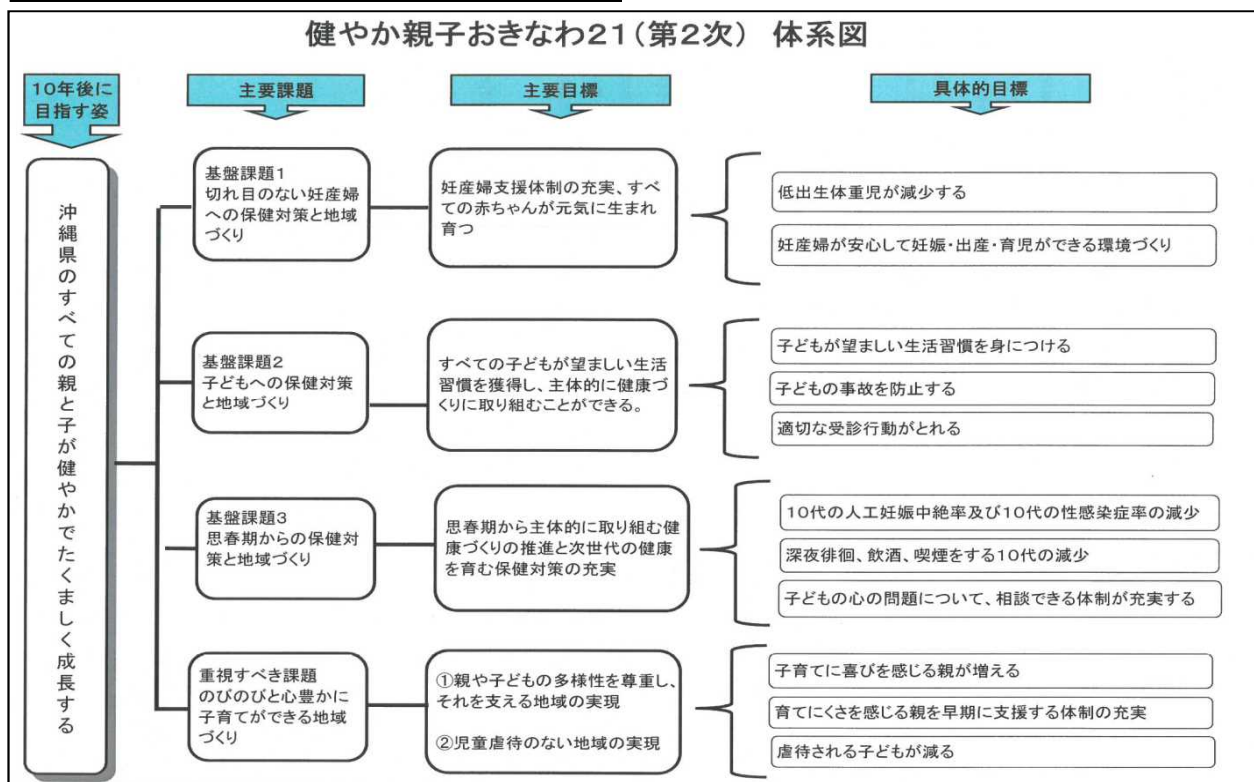 健やか親子おきなわ21(第2次) 体系図
10年後に
目指す姿
主要課題
主要目標
具体的目標
沖縄県のすべての親と子が健やかでたくましく成長する
基盤課題1
切れ目のない妊産婦
への保健対策と地域
づくり
妊産婦支援体制の充実、すべ
ての赤ちゃんが元気に生まれ
育つ
低出生体重児が減少する
妊産婦が安心して妊娠・出産・育児ができる環境づくり
基盤課題2
子どもへの保健対策
と地域づくり
すべての子どもが望ましい生活
習慣を獲得し、主体的に健康づ
くりに取り組むことができる。
子どもが望ましい生活習慣を身につける
子どもの事故を防止する
適切な受診行動がとれる
基盤課題3
思春期からの保健対
策と地域づくり
思春期から主体的に取り組む健
康づくりの推進と次世代の健康
を育む保健対策の充実
10代の人工妊娠中絶率及び10代の性感染症率の減少
深夜徘徊、飲酒、喫煙をする10代の減少
子どもの心の問題について、相談できる体制が充実する
重視すべき課題
のびのびと心豊かに
子育てができる地域
づくり
①親や子どもの多様性を尊重し、
それを支える地域の実現
②児童虐待のない地域の実現
子育てに喜びを感じる親が増える
育てにくさを感じる親を早期に支援する体制の充実
虐待される子どもが減る